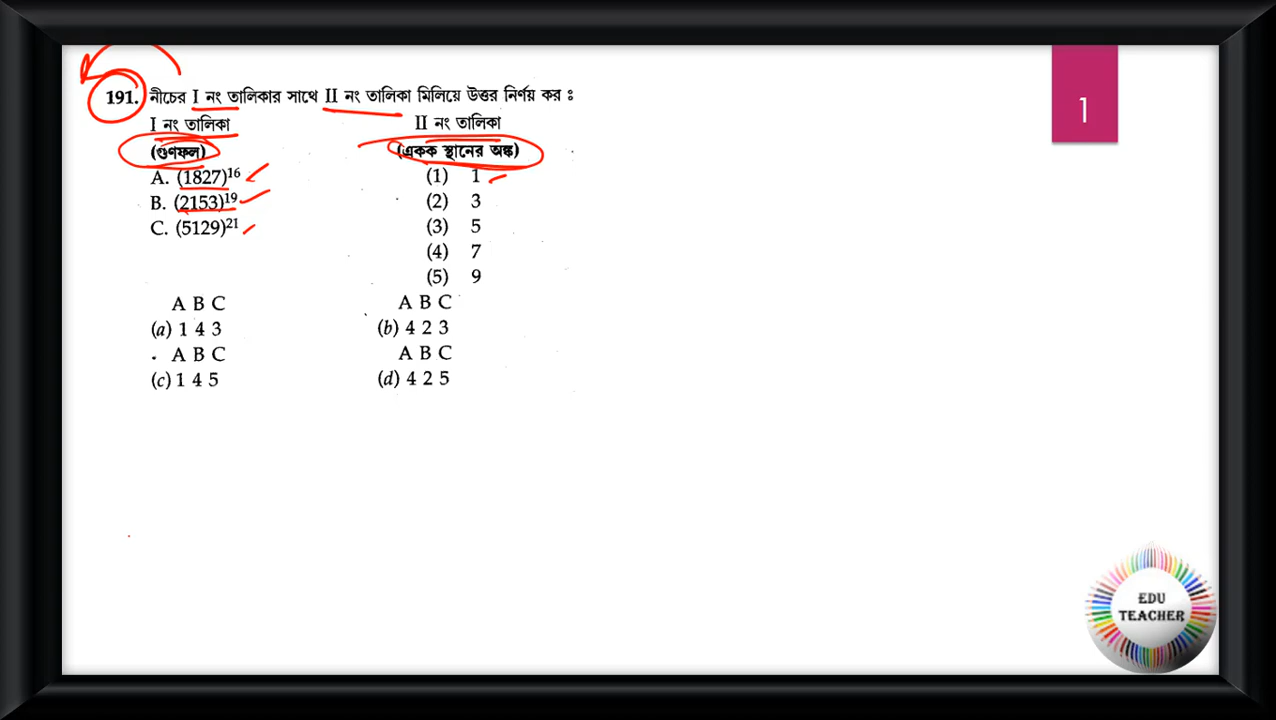 191. নীচের I নং তালিকার সাথে II নং তালিকা মিলিয়ে উত্তর নির্ণয় কর ঃ
I নং তালিকা II নং তালিকা
(গুণফল) (একক স্থানের অঙ্ক)
A. (1827)¹⁶ (1) 1
B. (2153)¹⁹ (2) 3
C. (5129)²¹ (3) 5
(4) 7
(5) 9
A B C A B C
(a) 1 4 3 (b) 4 2 3
A B C A B C
(c) 1 4 5 (d) 4 2 5
1
EDU
TEACHER